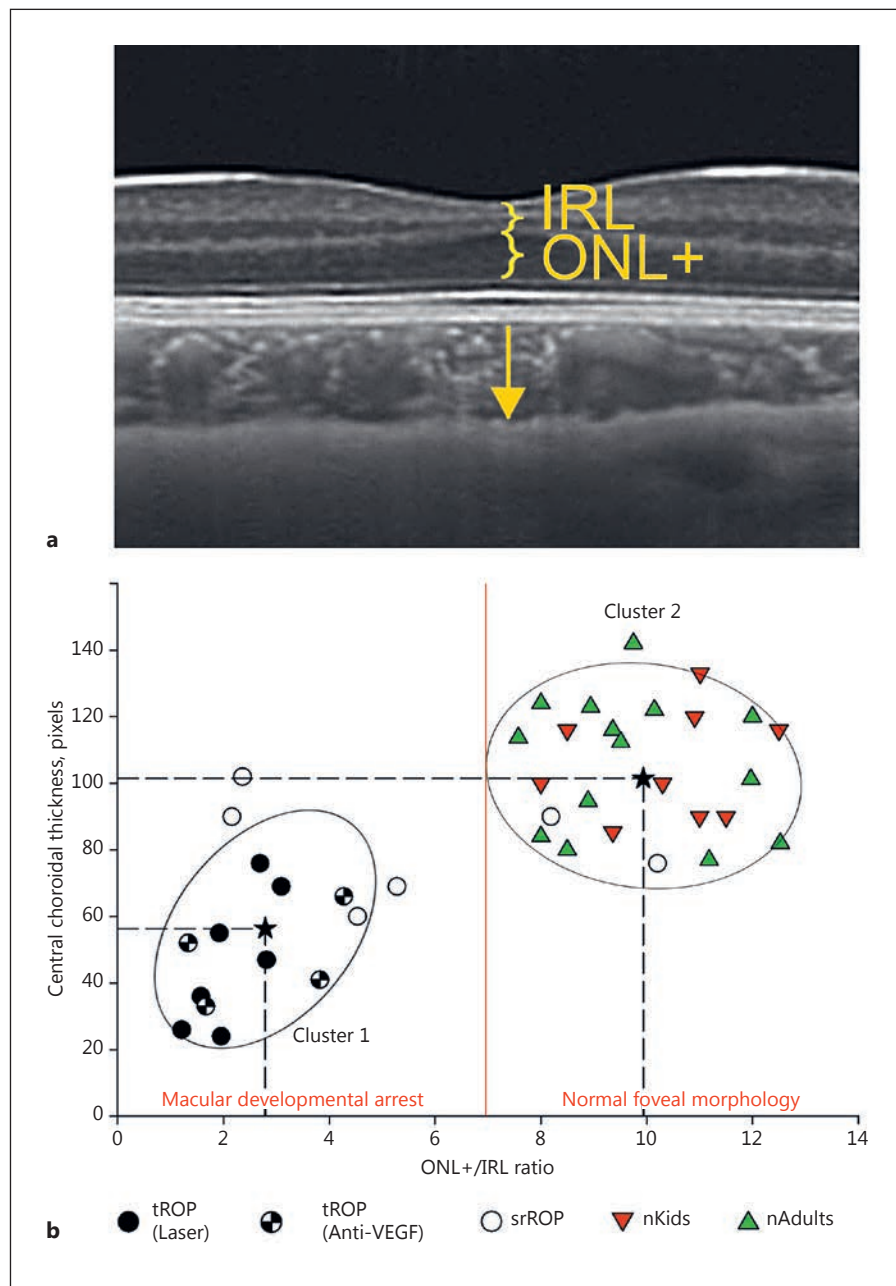 IRL
ONL+
a
Cluster 2
140
120
100
80
60
40
20
0
Central choroidal thickness, pixels
Cluster 1
Macular developmental arrest
Normal foveal morphology
0 2 4 6 8 10 12 14
ONL+/IRL ratio
tROP (Laser)
tROP (Anti-VEGF)
srROP
nKids
nAdults
b